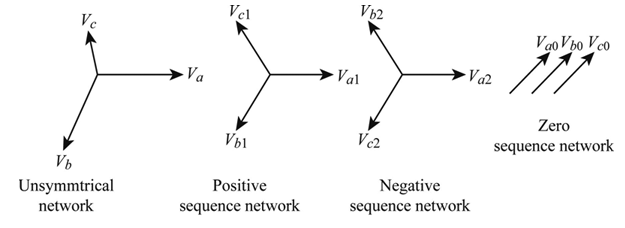 Vc
Va
Vb
Unsymmtrical
network
Vc1
Va1
Vb1
Positive
sequence network
Vb2
Va2
Vc2
Negative
sequence network
Va0 Vb0 Vc0
Zero
sequence network